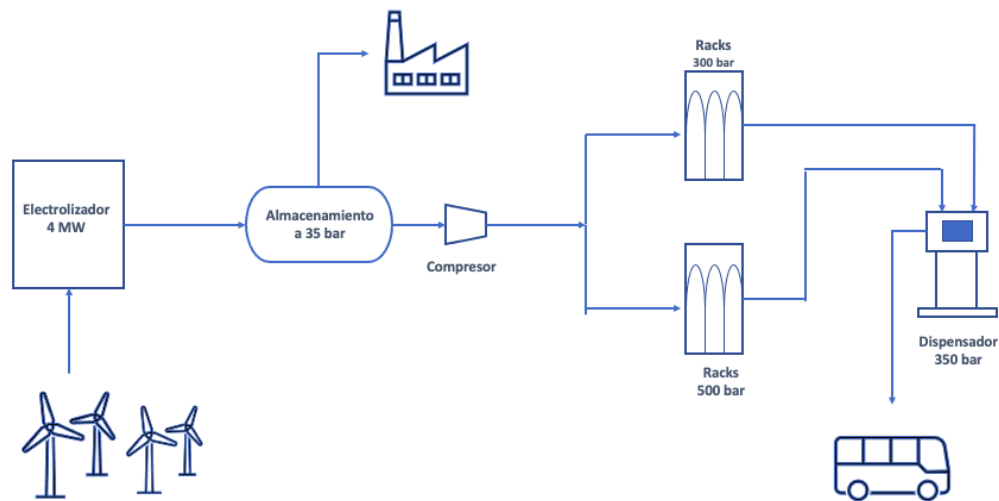 Racks
300 bar
Electrolizador
4 MW
Almacenamiento
a 35 bar
Compresor
Racks
500 bar
Dispensador
350 bar